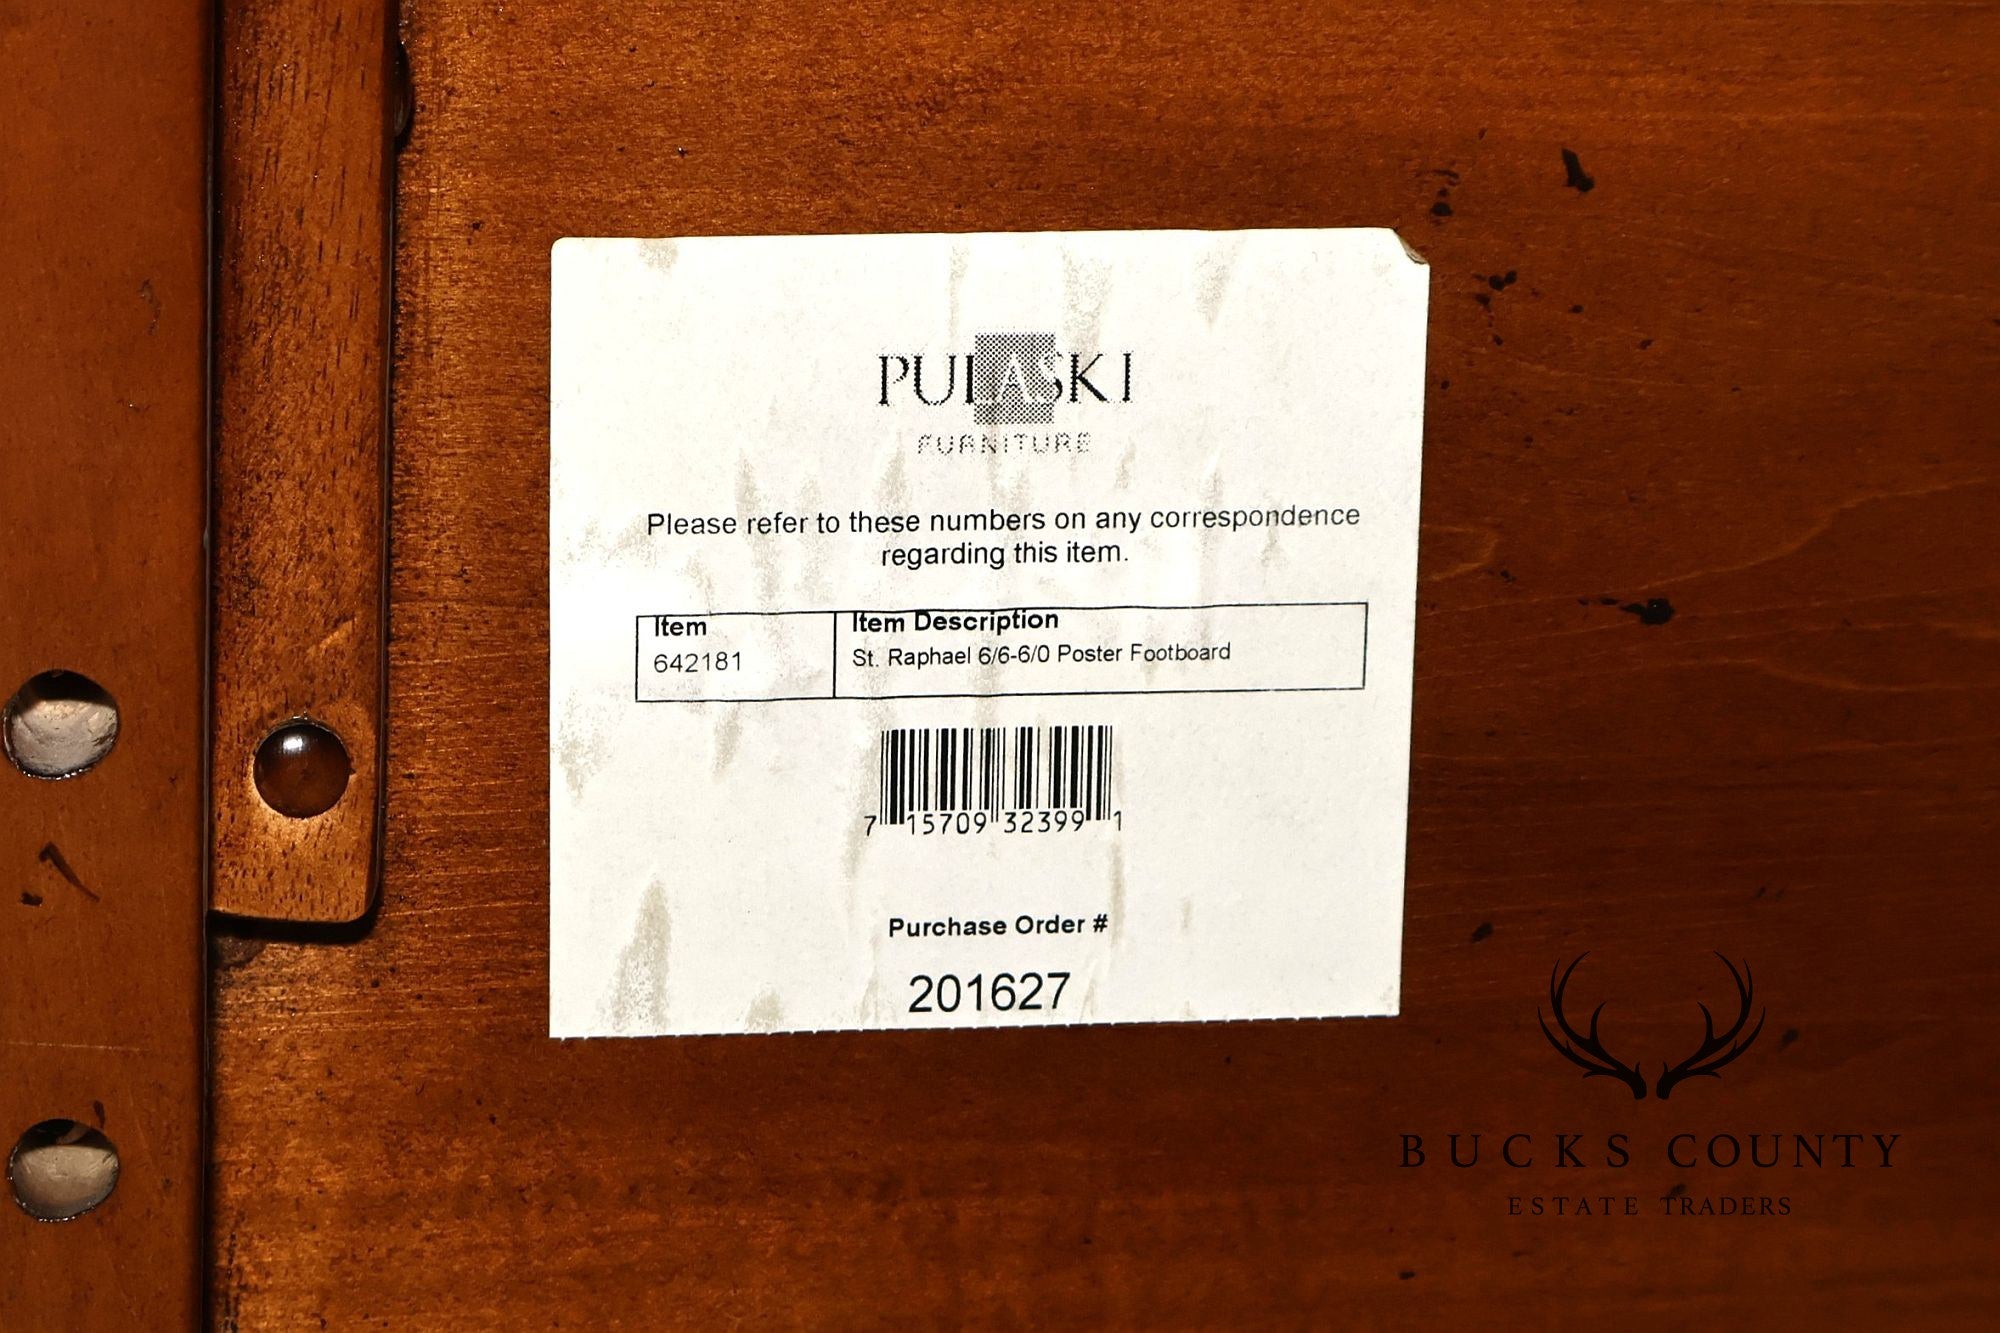 PULASKI
FURNITURE
Please refer to these numbers on any correspondence
regarding this item.
Item Item Description
642181 St. Raphael 6/6-6/0 Poster Footboard
7 15709 32399 1
Purchase Order #
201627
BUCKS COUNTY
ESTATE TRADERS